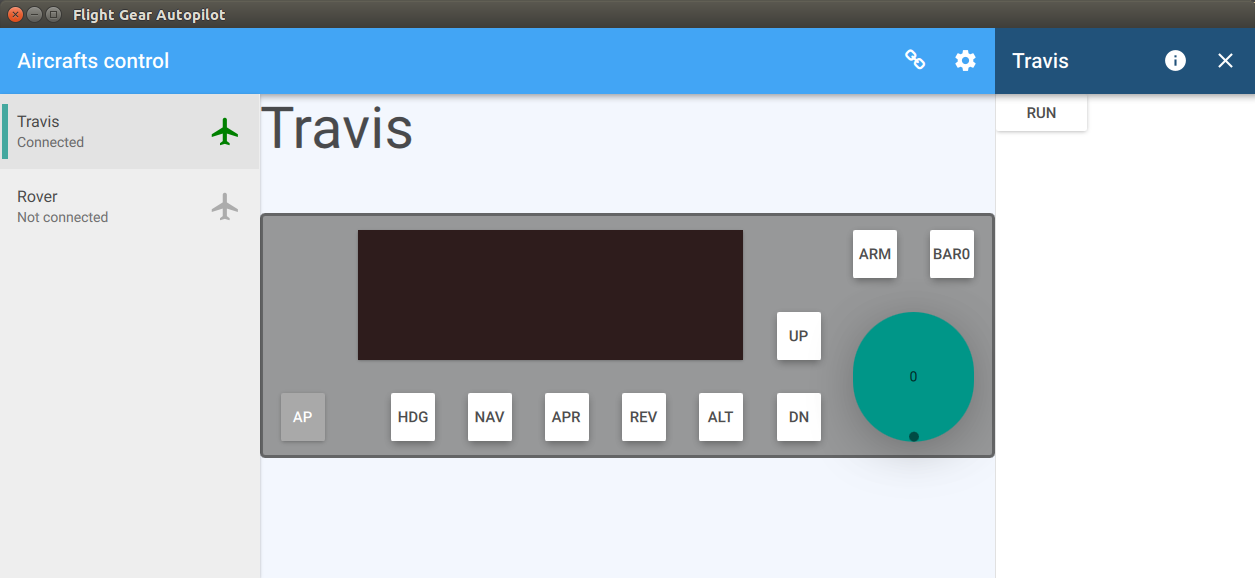 Flight Gear Autopilot
Aircrafts control
Travis
Travis
Connected
Rover
Not connected
Travis
RUN
ARM
BAR0
UP
0
AP
HDG
NAV
APR
REV
ALT
DN